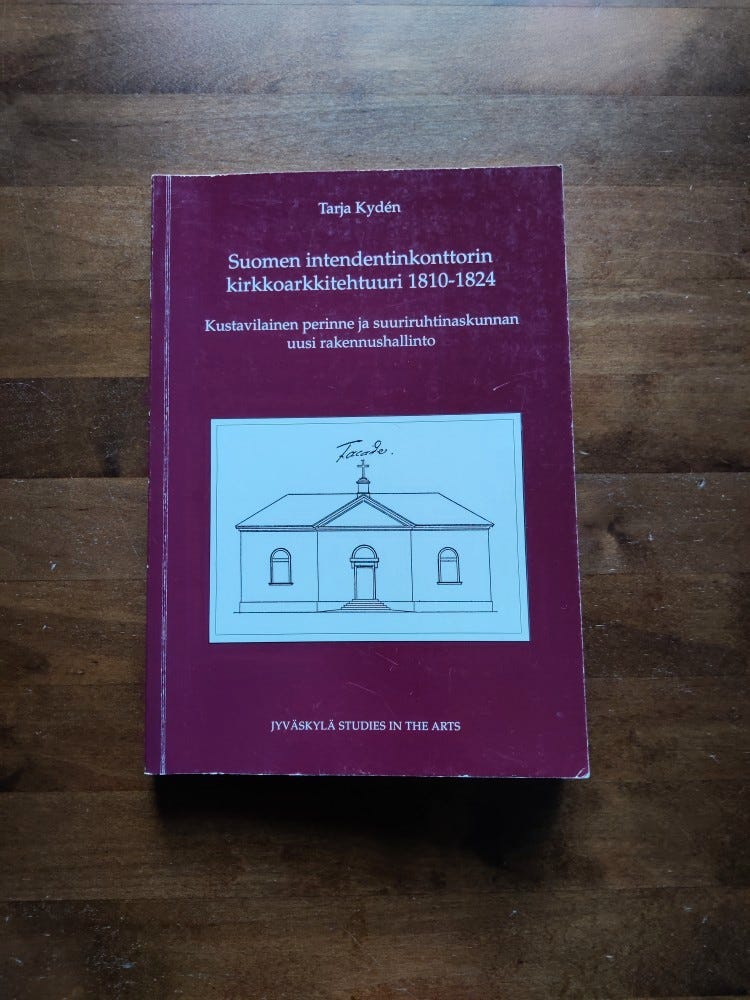 Tarja Kydén
Suomen intendentinkonttorin
kirkkoarkkitehtuuri 1810-1824
Kustavilainen perinne ja suuriruhtinaskunnan
uusi rakennushallinto
Facade.
JYVÄSKYLÄ STUDIES IN THE ARTS